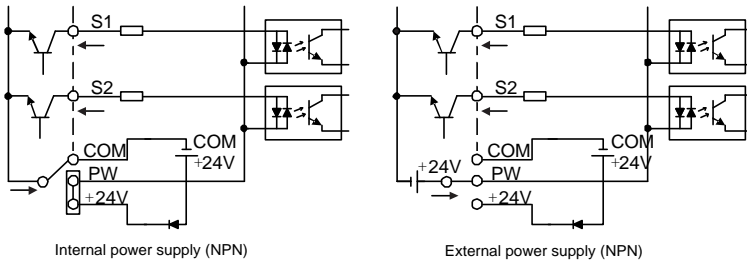 S1
S2
COM
COM
+24V
PW
+24V
Internal power supply (NPN)
S1
S2
COM
COM
+24V
+24V
PW
+24V
External power supply (NPN)